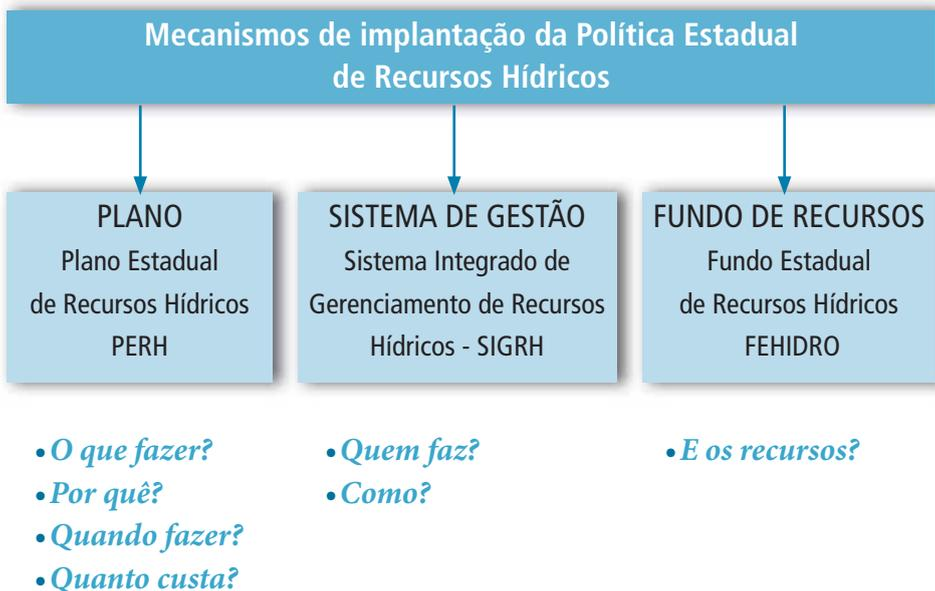 Mecanismos de implantação da Política Estadual
de Recursos Hídricos
PLANO
Plano Estadual
de Recursos Hídricos
PERH
SISTEMA DE GESTÃO
Sistema Integrado de
Gerenciamento de Recursos
Hídricos - SIGRH
FUNDO DE RECURSOS
Fundo Estadual
de Recursos Hídricos
FEHIDRO
• O que fazer?
• Por quê?
• Quando fazer?
• Quanto custa?
• Quem faz?
• Como?
• E os recursos?